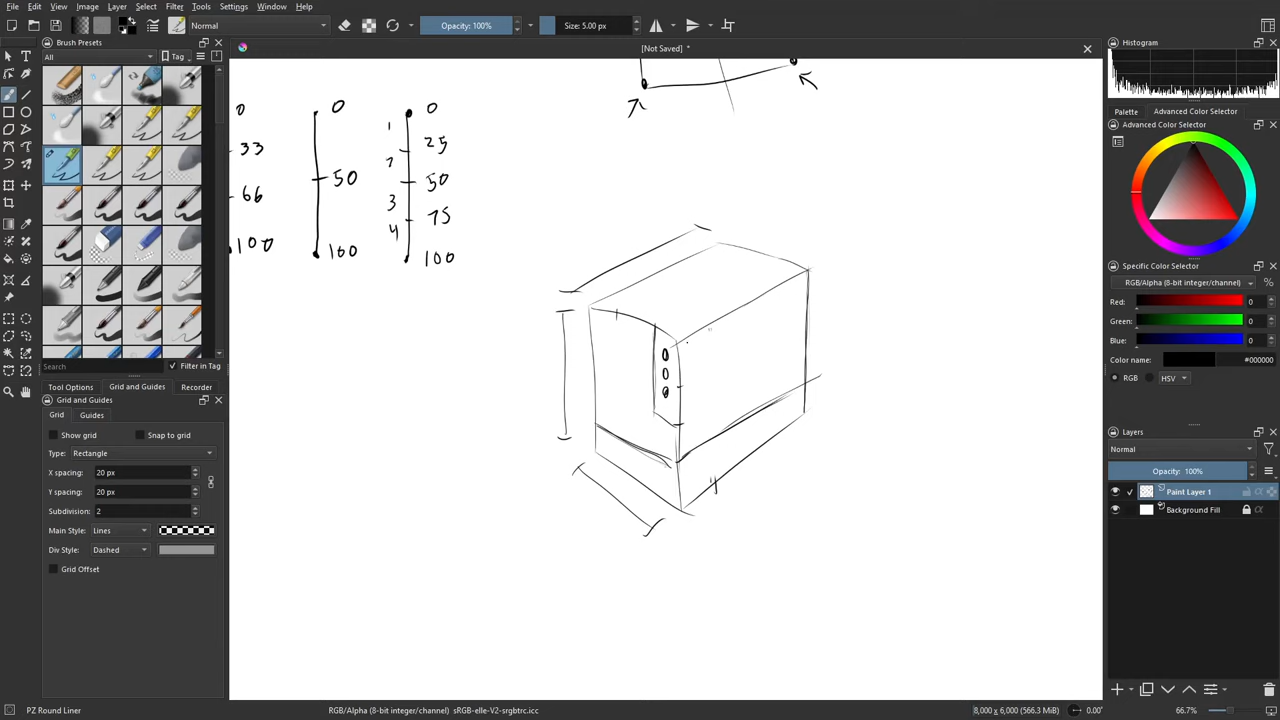 File Edit View Image Layer Select Filter Tools Settings Window Help
Normal
Opacity: 100%
Size: 5.00 px
Brush Presets
[Not Saved] *
Histogram
All
Tag
Palette
Advanced Color Selector
Advanced Color Selector
0
0
0
1
25
33
2
50
50
66
3
75
4
100
100
100
Specific Color Selector
RGB/Alpha (8-bit integer/channel)
%
Red:
0
Green:
0
Blue:
0
Color name:
#000000
RGB
HSV
Search
Filter in Tag
Tool Options
Grid and Guides
Recorder
Grid and Guides
Grid
Guides
Show grid
Snap to grid
Type: Rectangle
X spacing: 20 px
Y spacing: 20 px
Subdivision: 2
Main Style: Lines
Div Style: Dashed
Grid Offset
Layers
Normal
Opacity: 100%
Paint Layer 1
Background Fill
PZ Round Liner
RGB/Alpha (8-bit integer/channel) sRGB-elle-V2-srgbtrc.icc
8,000 x 6,000 (566.3 MiB)
0.00°
66.7%